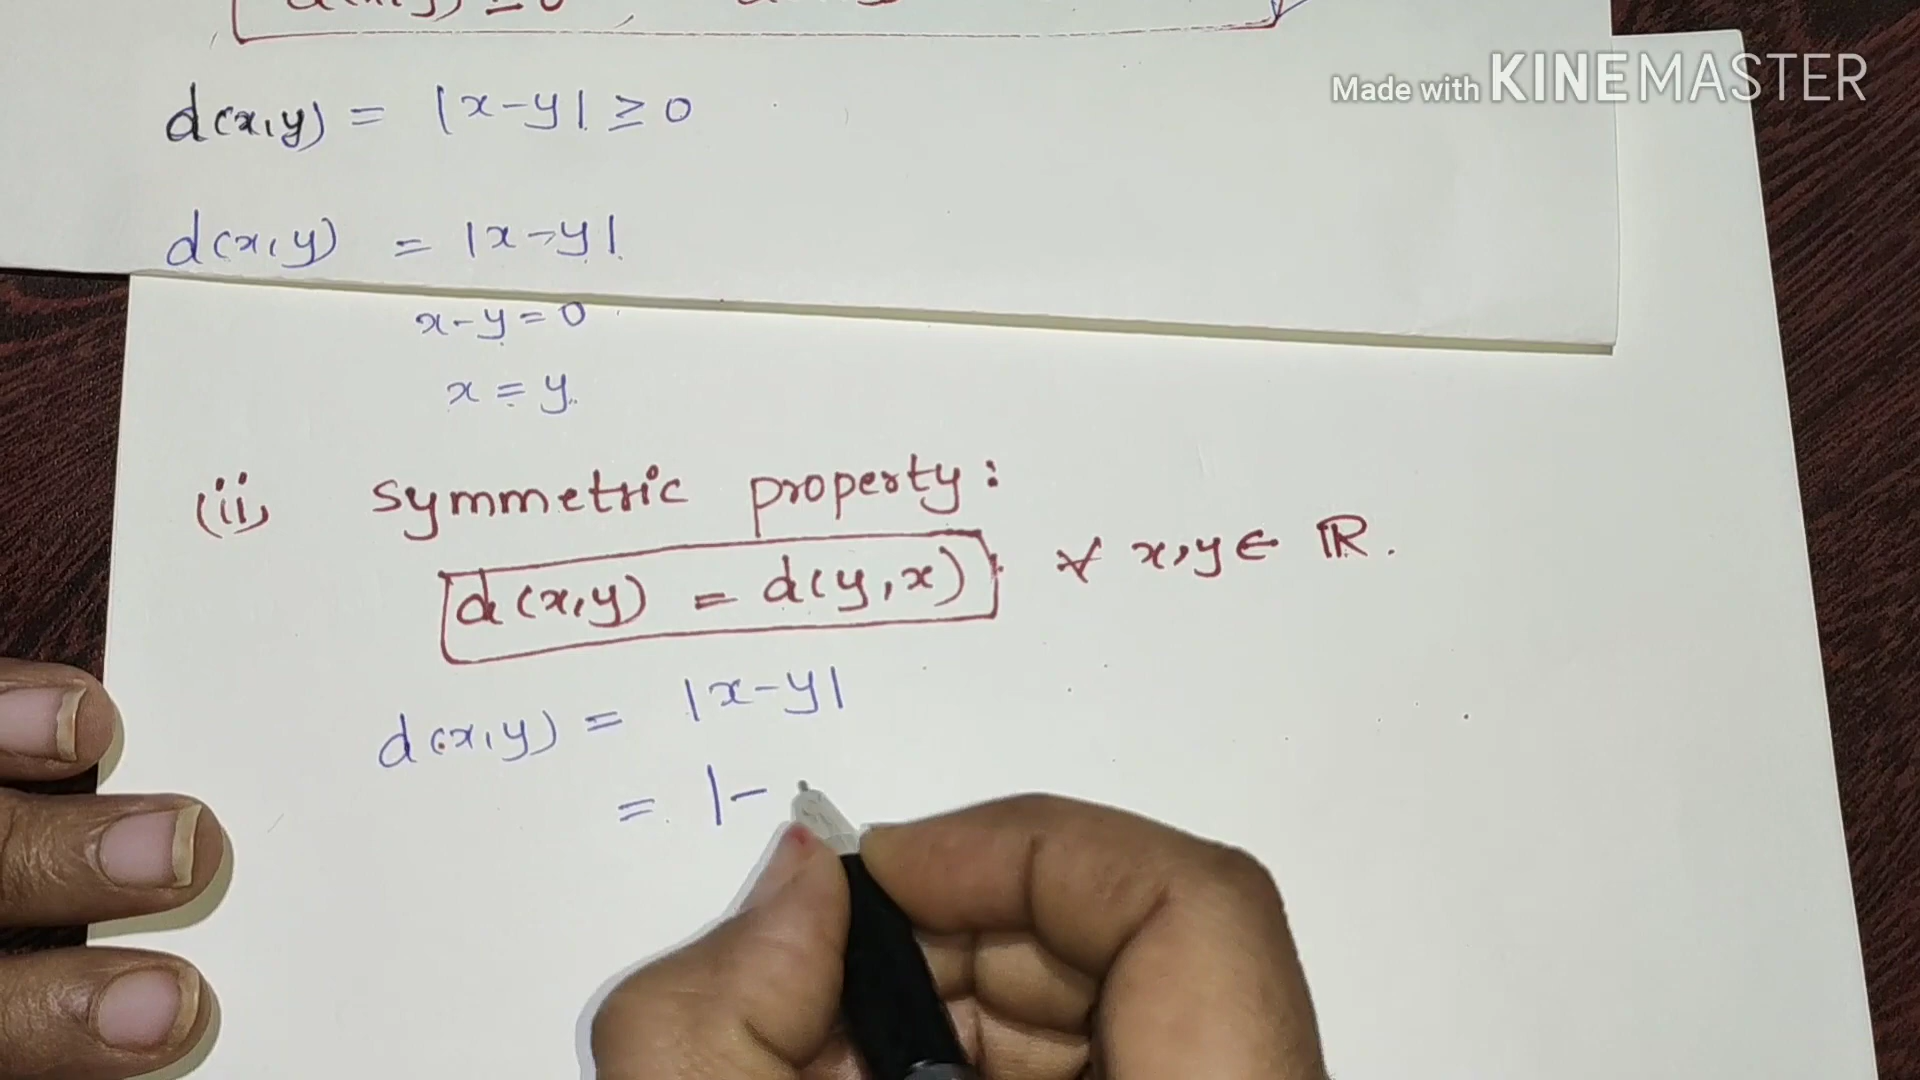 Made with KINEMASTER
d(x,y) = |x-y| ≥ 0
d(x,y) = |x-y|
x-y=0
x = y.
(ii) symmetric property:
d(x,y) = d(y,x) ∀ x,y ∈ ℝ.
d(x,y) = |x-y|
= |-